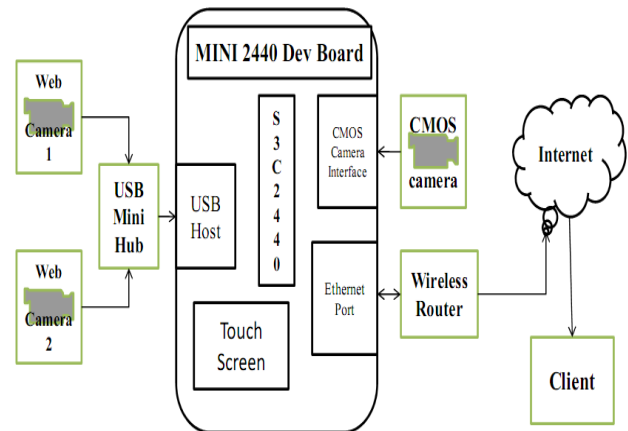 MINI 2440 Dev Board
Web
Camera
1
USB
Mini
Hub
Web
Camera
2
USB
Host
S
3
C
2
4
4
0
Touch
Screen
CMOS
Camera
Interface
Ethernet
Port
CMOS
camera
Wireless
Router
Internet
Client